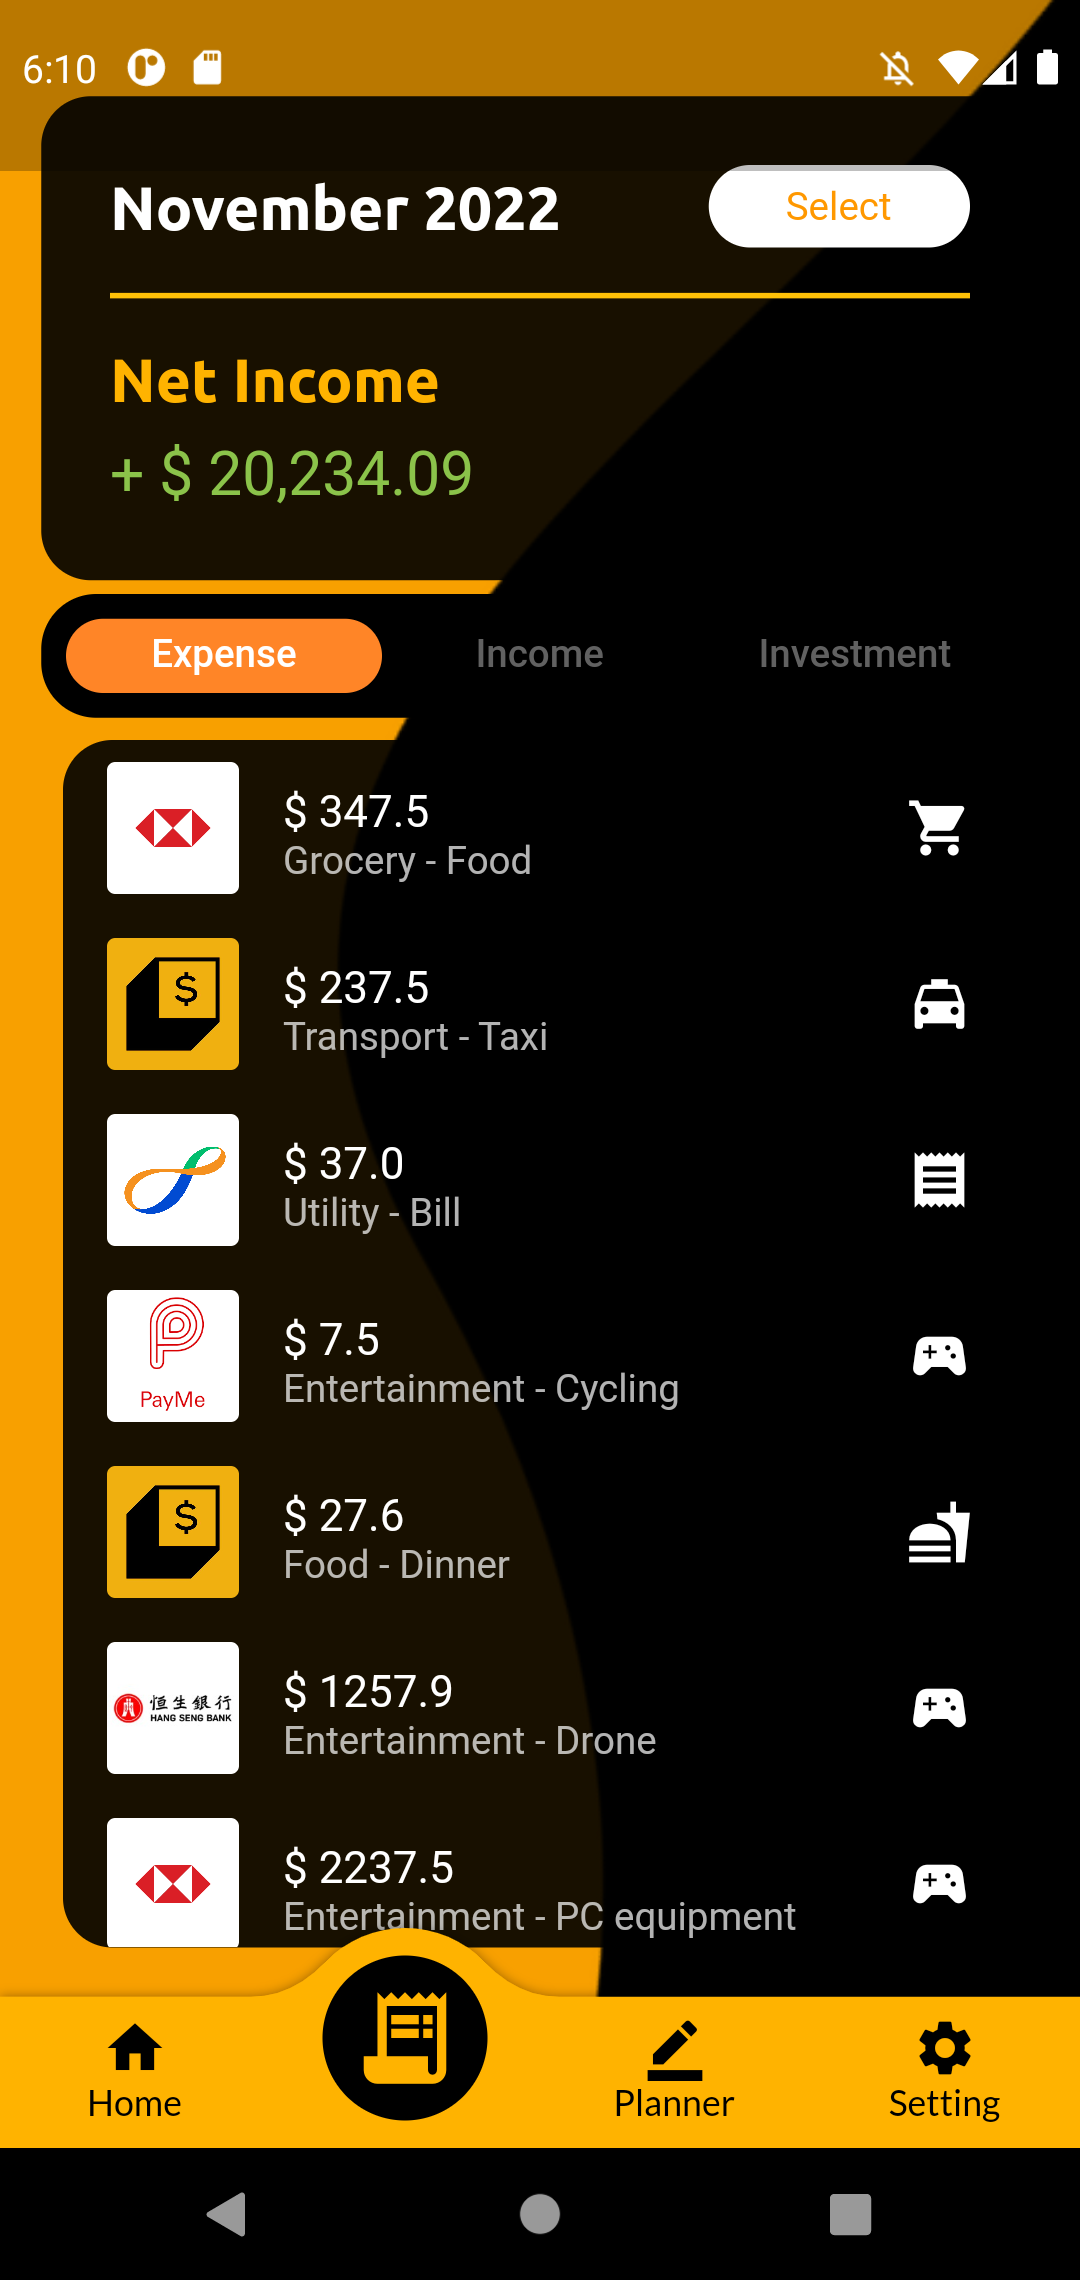 6:10
November 2022
Select
Net Income
+ $ 20,234.09
Expense
Income
Investment
$ 347.5
Grocery - Food
$
$ 237.5
Transport - Taxi
$ 37.0
Utility - Bill
PayMe
$ 7.5
Entertainment - Cycling
$
$ 27.6
Food - Dinner
恒生銀行
HANG SENG BANK
$ 1257.9
Entertainment - Drone
$ 2237.5
Entertainment - PC equipment
Home
Planner
Setting